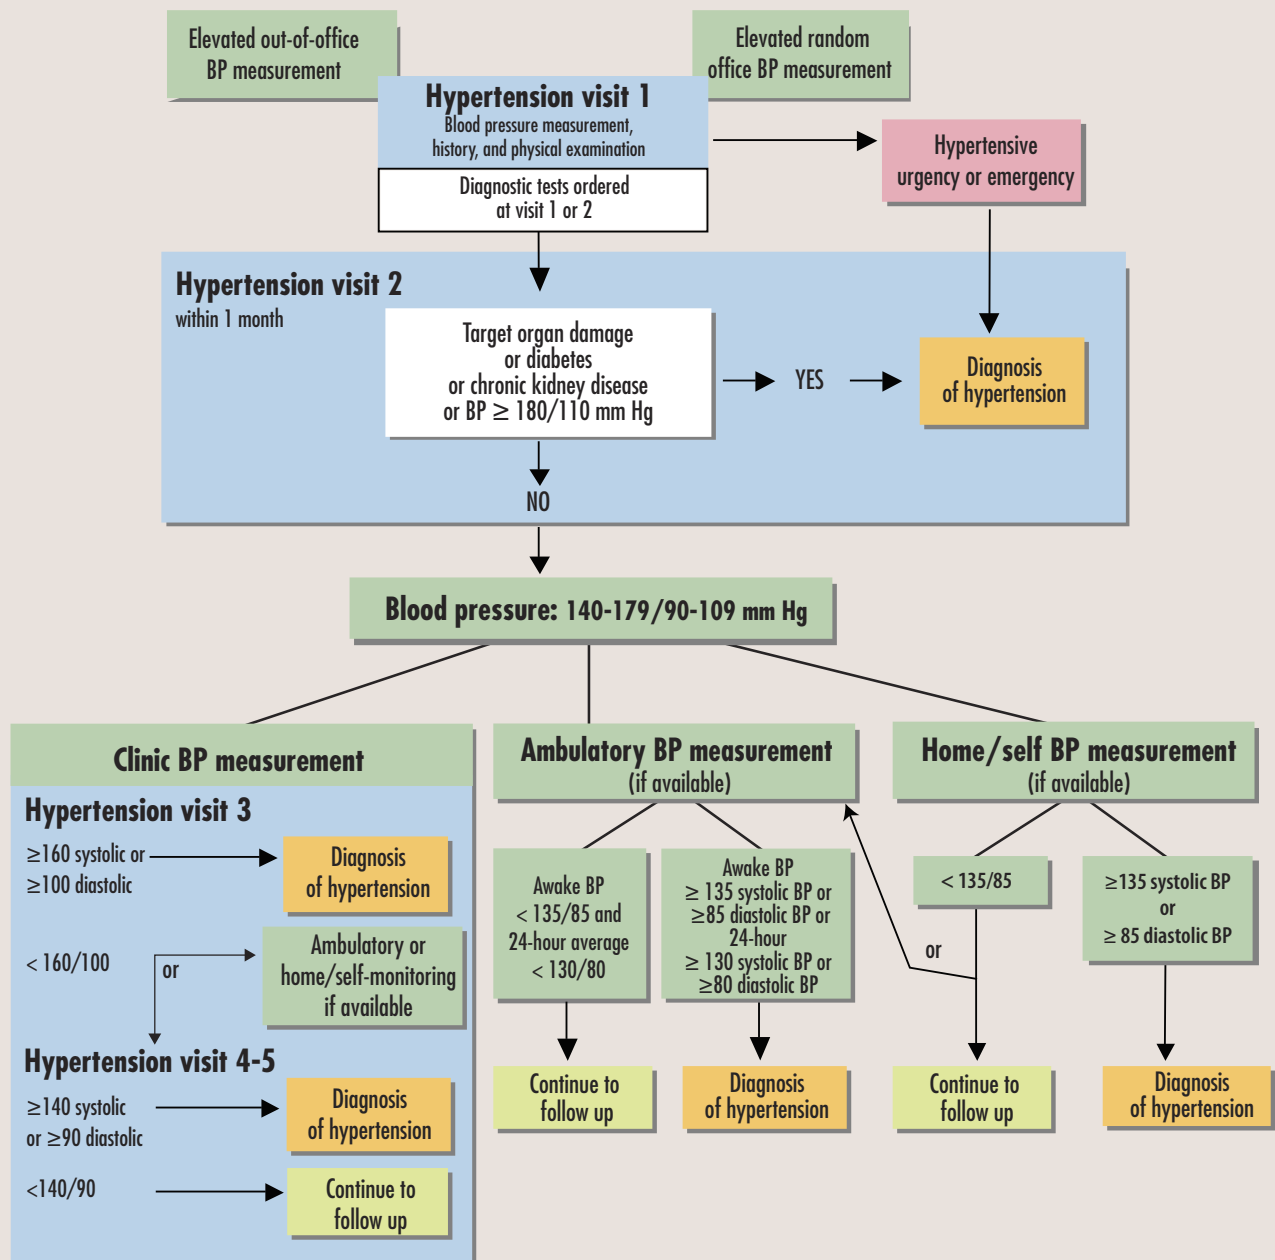 Elevated out-of-office
BP measurement
Elevated random
office BP measurement
Hypertension visit 1
Blood pressure measurement,
history, and physical examination
Diagnostic tests ordered
at visit 1 or 2
Hypertensive
urgency or emergency
Hypertension visit 2
within 1 month
Target organ damage
or diabetes
or chronic kidney disease
or BP ≥ 180/110 mm Hg
YES
Diagnosis
of hypertension
NO
Blood pressure: 140-179/90-109 mm Hg
Clinic BP measurement
Hypertension visit 3
≥160 systolic or
≥100 diastolic
Diagnosis
of hypertension
< 160/100
or
Ambulatory or
home/self-monitoring
if available
Hypertension visit 4-5
≥140 systolic
or ≥90 diastolic
Diagnosis
of hypertension
<140/90
Continue to
follow up
Ambulatory BP measurement
(if available)
Awake BP
< 135/85 and
24-hour average
< 130/80
Awake BP
≥ 135 systolic BP or
≥85 diastolic BP or
24-hour
≥ 130 systolic BP or
≥80 diastolic BP
Continue to
follow up
Diagnosis
of hypertension
Home/self BP measurement
(if available)
< 135/85
≥135 systolic BP
or
≥ 85 diastolic BP
or
Continue to
follow up
Diagnosis
of hypertension